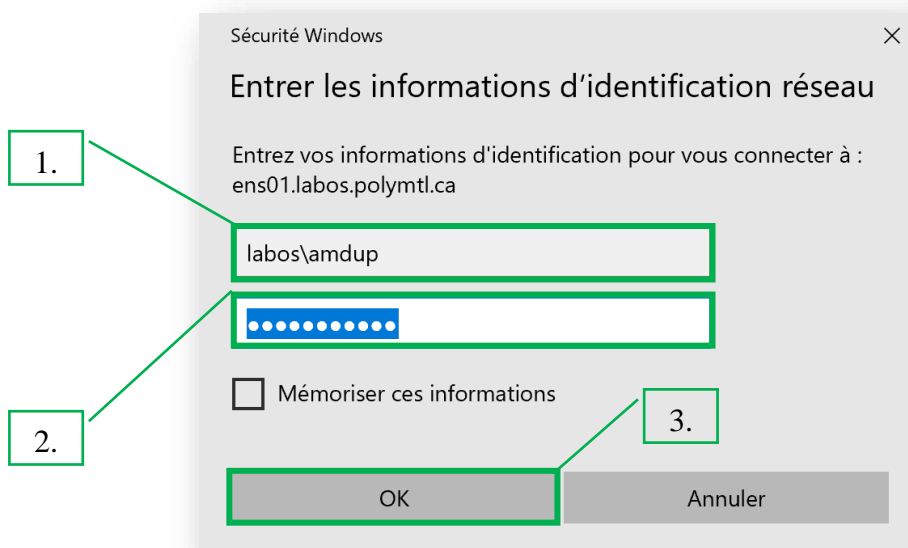 Sécurité Windows
Entrer les informations d’identification réseau
1.
Entrez vos informations d'identification pour vous connecter à :
ens01.labos.polymtl.ca
labos\amdup
●●●●●●●●●●●
Mémoriser ces informations
2.
3.
OK
Annuler